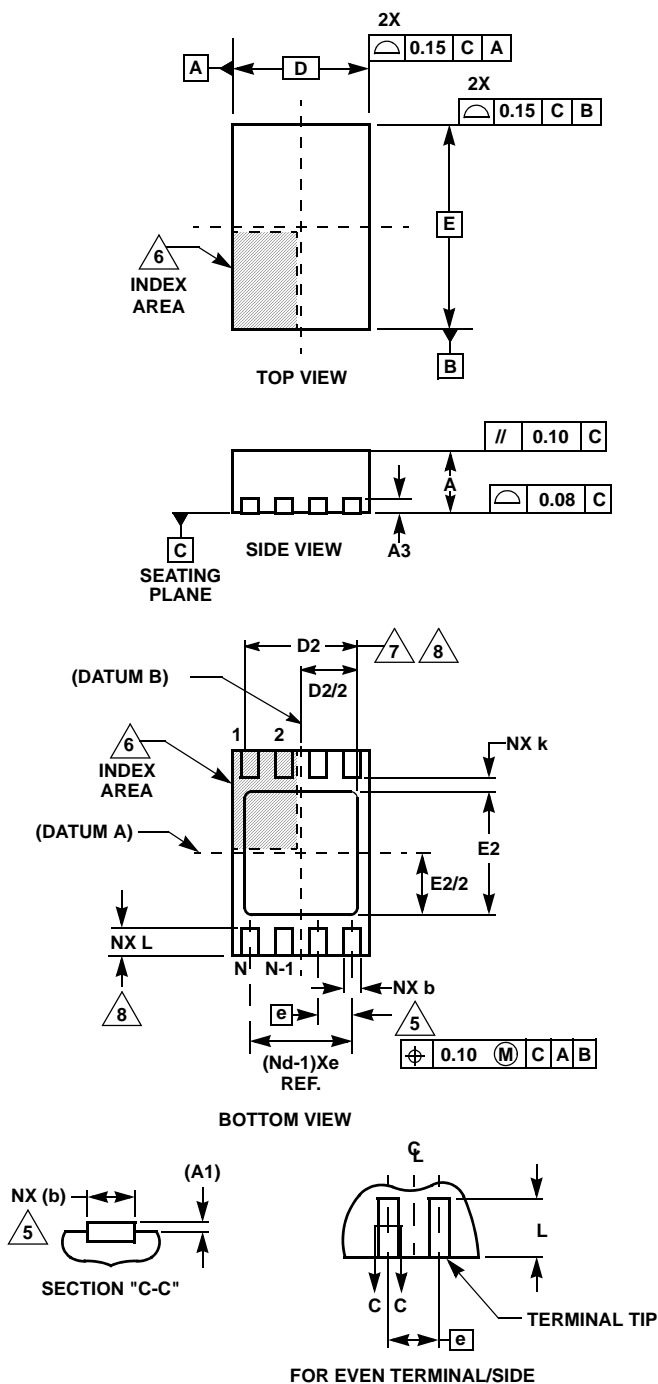 2X
⌓ 0.15 C A
A
D
2X
⌓ 0.15 C B
E
6
INDEX
AREA
B
TOP VIEW
// 0.10 C
A
⌓ 0.08 C
C
SIDE VIEW
A3
SEATING
PLANE
D2
7 8
(DATUM B)
D2/2
1 2
6
INDEX
AREA
NX k
(DATUM A)
E2
E2/2
NX L
N N-1
NX b
8
e
5
(Nd-1)Xe
REF.
⌖ 0.10 Ⓜ C A B
BOTTOM VIEW
(A1)
NX (b)
5
SECTION "C-C"
℄
L
C C
TERMINAL TIP
e
FOR EVEN TERMINAL/SIDE